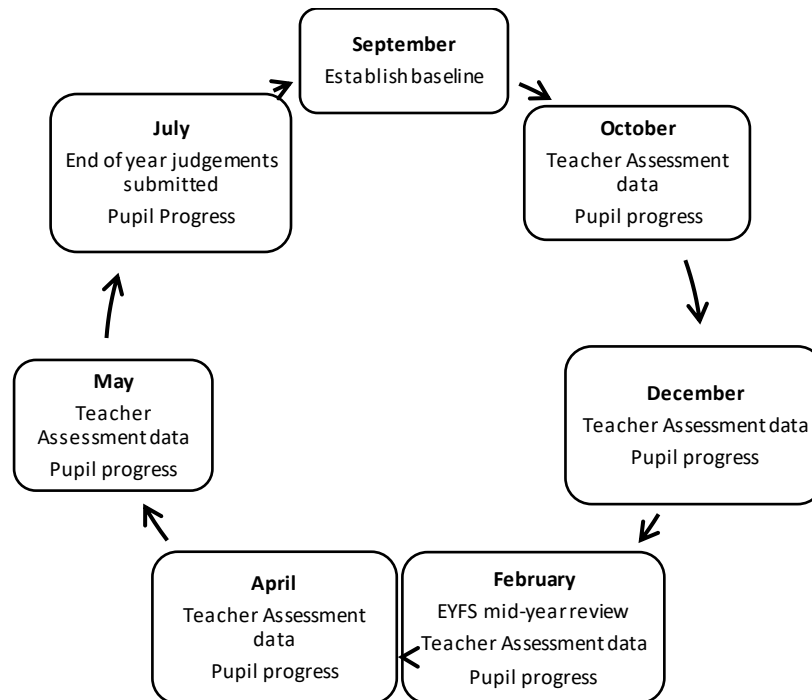 September
Establish baseline
October
Teacher Assessment
data
Pupil progress
December
Teacher Assessment data
Pupil progress
February
EYFS mid-year review
Teacher Assessment data
Pupil progress
April
Teacher Assessment
data
Pupil progress
May
Teacher
Assessment data
Pupil progress
July
End of year judgements
submitted
Pupil Progress